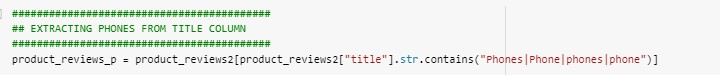 ########################################
## EXTRACTING PHONES FROM TITLE COLUMN
########################################
product_reviews_p = product_reviews2[product_reviews2["title"].str.contains("Phones|Phone|phones|phone")]